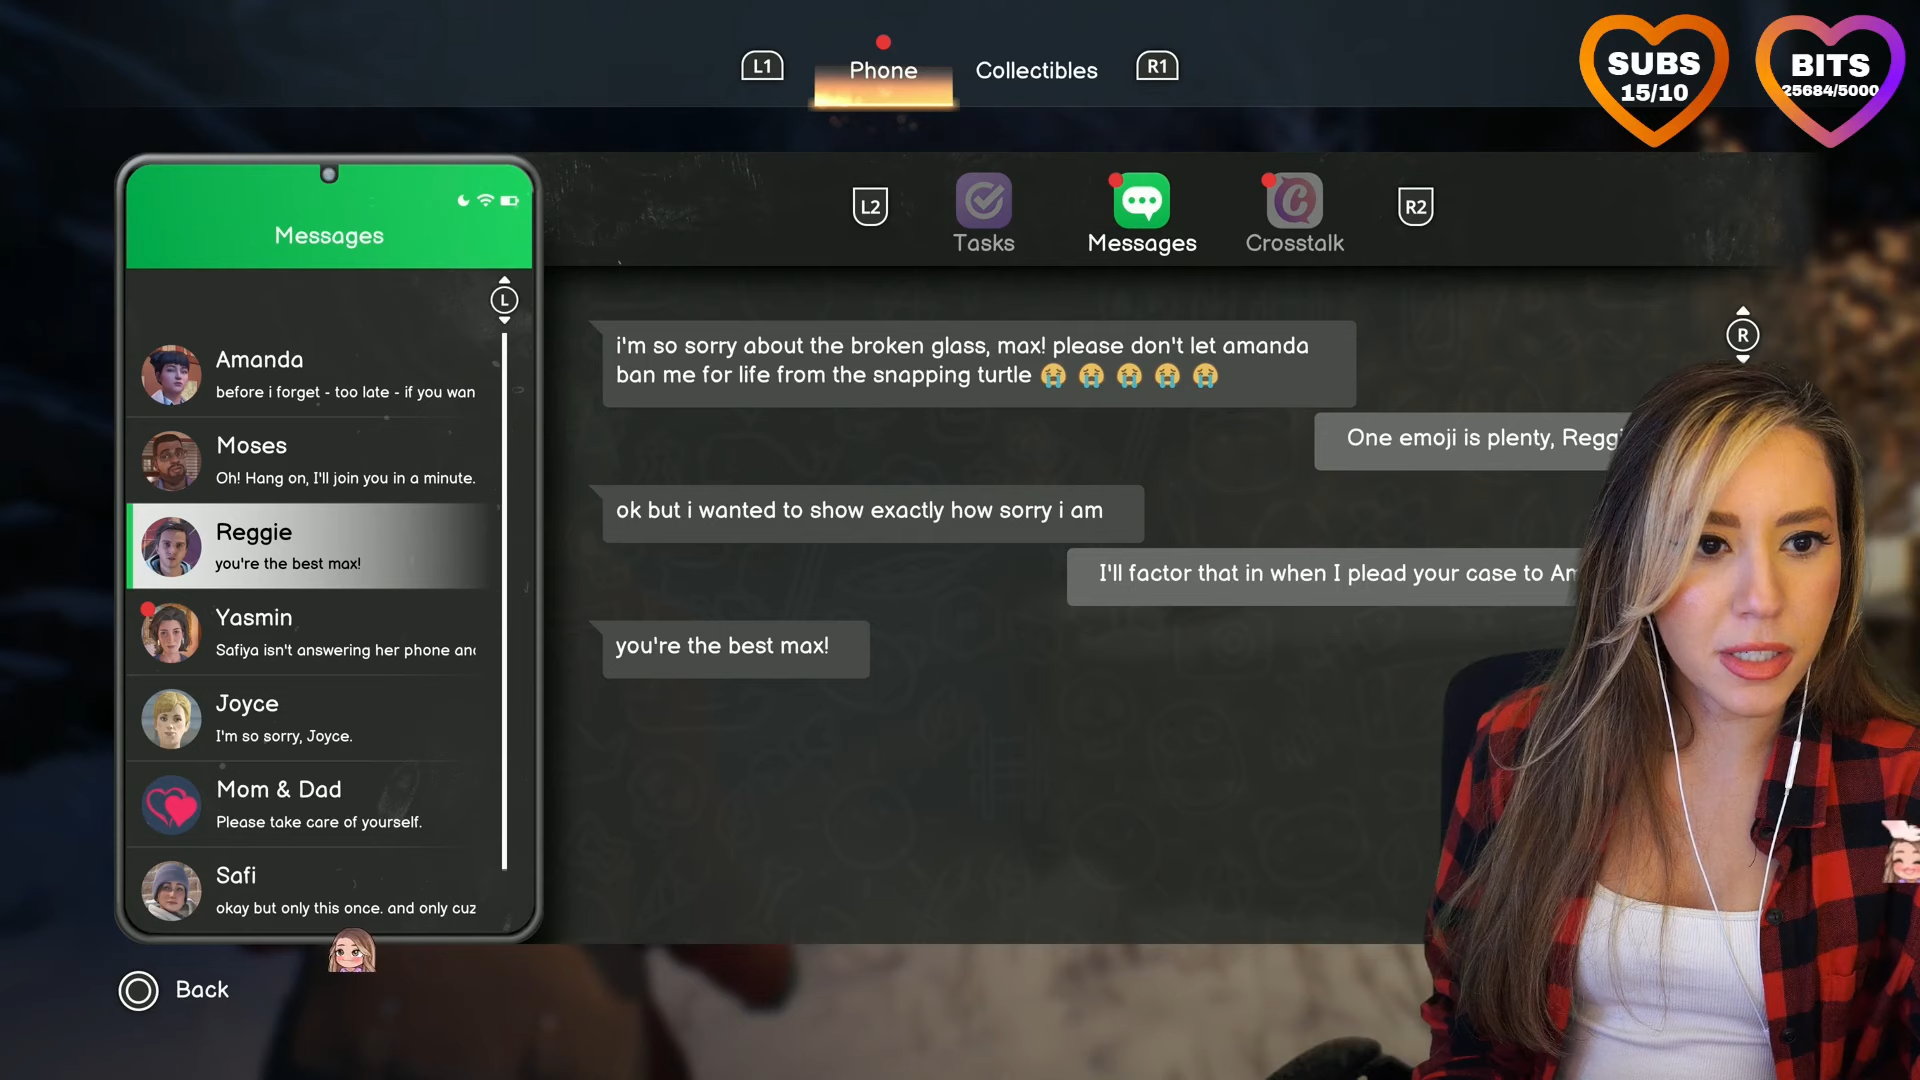 L1
Phone
Collectibles
R1
SUBS
15/10
BITS
25684/5000
Messages
L2
Tasks
Messages
Crosstalk
R2
L
R
Amanda
before i forget - too late - if you wan
Moses
Oh! Hang on, I'll join you in a minute.
Reggie
you're the best max!
Yasmin
Safiya isn't answering her phone and
Joyce
I'm so sorry, Joyce.
Mom & Dad
Please take care of yourself.
Safi
okay but only this once. and only cuz
i'm so sorry about the broken glass, max! please don't let amanda
ban me for life from the snapping turtle 😭 😭 😭 😭 😭
One emoji is plenty, Reggi
ok but i wanted to show exactly how sorry i am
I'll factor that in when I plead your case to Am
you're the best max!
Back